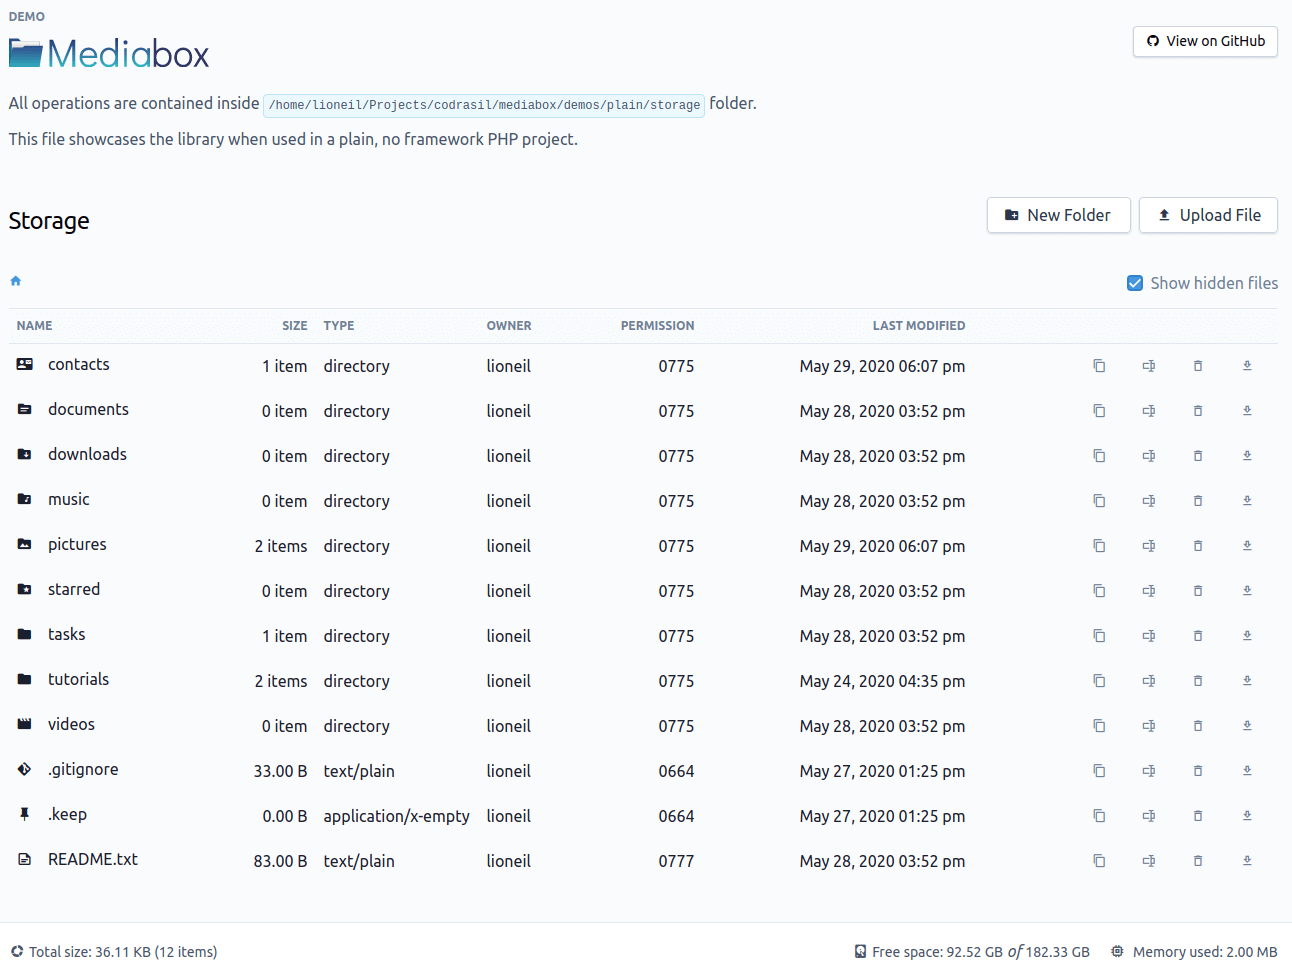 DEMO
Mediabox
View on GitHub
All operations are contained inside /home/lioneil/Projects/codrasil/mediabox/demos/plain/storage folder.
This file showcases the library when used in a plain, no framework PHP project.
Storage
New Folder
Upload File
Show hidden files
NAME SIZE TYPE OWNER PERMISSION LAST MODIFIED
contacts 1 item directory lioneil 0775 May 29, 2020 06:07 pm
documents 0 item directory lioneil 0775 May 28, 2020 03:52 pm
downloads 0 item directory lioneil 0775 May 28, 2020 03:52 pm
music 0 item directory lioneil 0775 May 28, 2020 03:52 pm
pictures 2 items directory lioneil 0775 May 29, 2020 06:07 pm
starred 0 item directory lioneil 0775 May 28, 2020 03:52 pm
tasks 1 item directory lioneil 0775 May 28, 2020 03:52 pm
tutorials 2 items directory lioneil 0775 May 24, 2020 04:35 pm
videos 0 item directory lioneil 0775 May 28, 2020 03:52 pm
.gitignore 33.00 B text/plain lioneil 0664 May 27, 2020 01:25 pm
.keep 0.00 B application/x-empty lioneil 0664 May 27, 2020 01:25 pm
README.txt 83.00 B text/plain lioneil 0777 May 28, 2020 03:52 pm
Total size: 36.11 KB (12 items)
Free space: 92.52 GB of 182.33 GB
Memory used: 2.00 MB